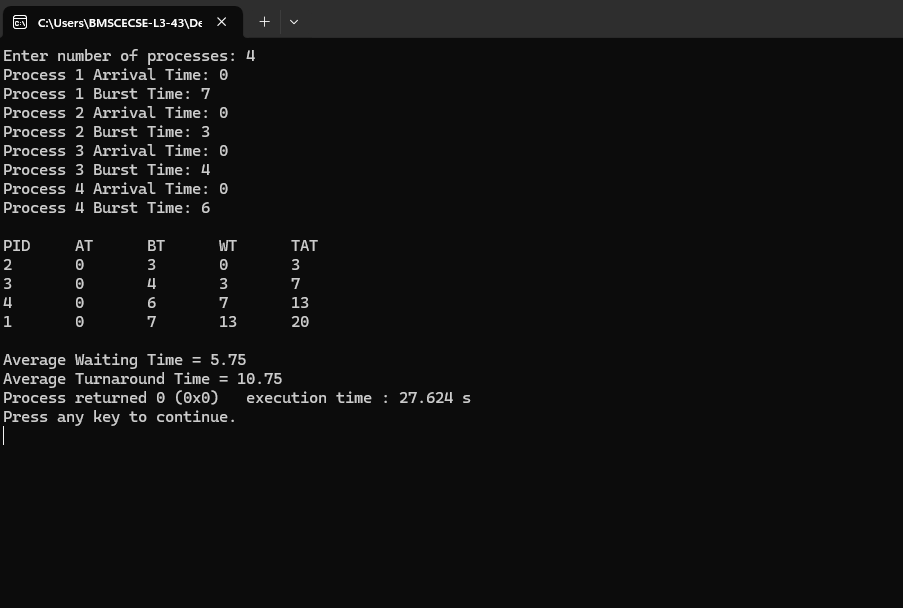 C:\Users\BMSCECSE-L3-43\De
Enter number of processes: 4
Process 1 Arrival Time: 0
Process 1 Burst Time: 7
Process 2 Arrival Time: 0
Process 2 Burst Time: 3
Process 3 Arrival Time: 0
Process 3 Burst Time: 4
Process 4 Arrival Time: 0
Process 4 Burst Time: 6
PID AT BT WT TAT
2 0 3 0 3
3 0 4 3 7
4 0 6 7 13
1 0 7 13 20
Average Waiting Time = 5.75
Average Turnaround Time = 10.75
Process returned 0 (0x0)   execution time : 27.624 s
Press any key to continue.